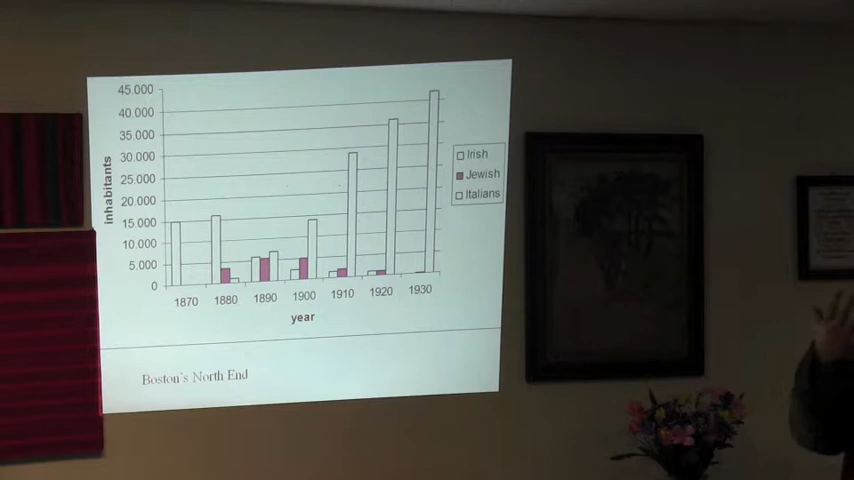 45.000
40.000
35.000
30.000
25.000
20.000
15.000
10.000
5.000
0
inhabitants
1870 1880 1890 1900 1910 1920 1930
year
Irish
Jewish
Italians
Boston's North End